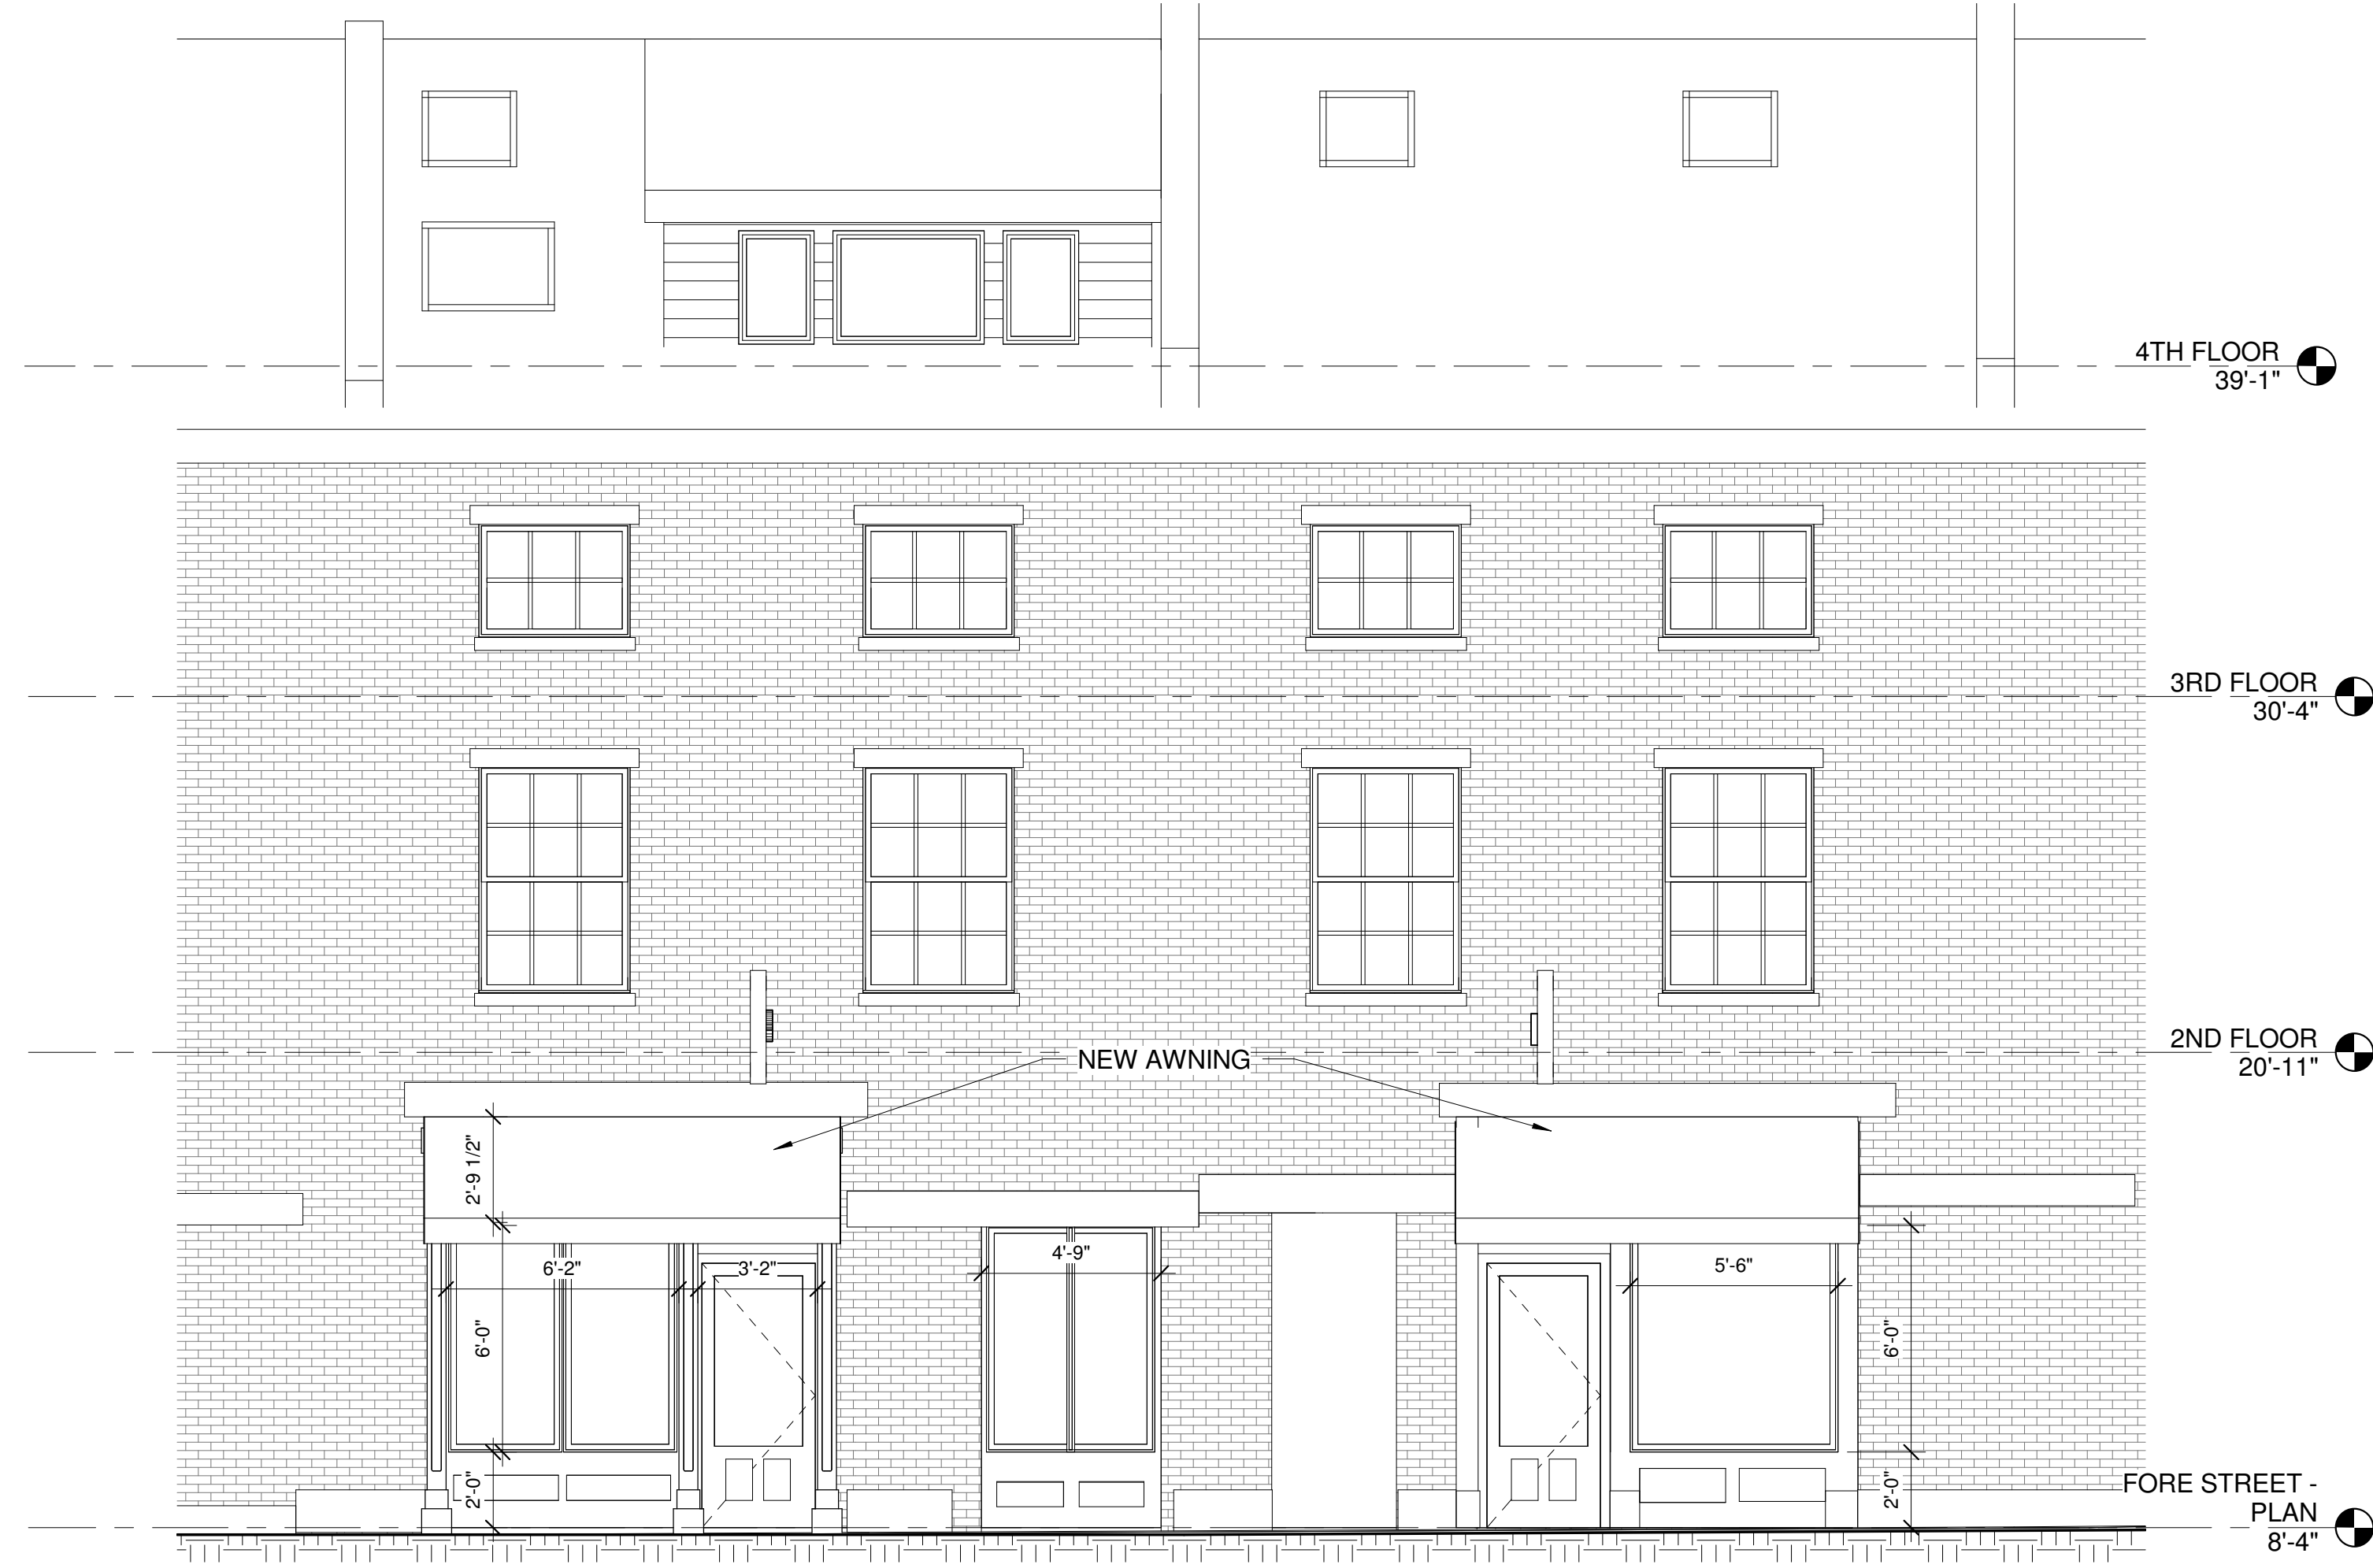 4TH FLOOR
39'-1"
3RD FLOOR
30'-4"
2ND FLOOR
20'-11"
NEW AWNING
2'-9 1/2"
6'-2"
3'-2"
4'-9"
5'-6"
6'-0"
6'-0"
2'-0"
2'-0"
FORE STREET -
PLAN
8'-4"